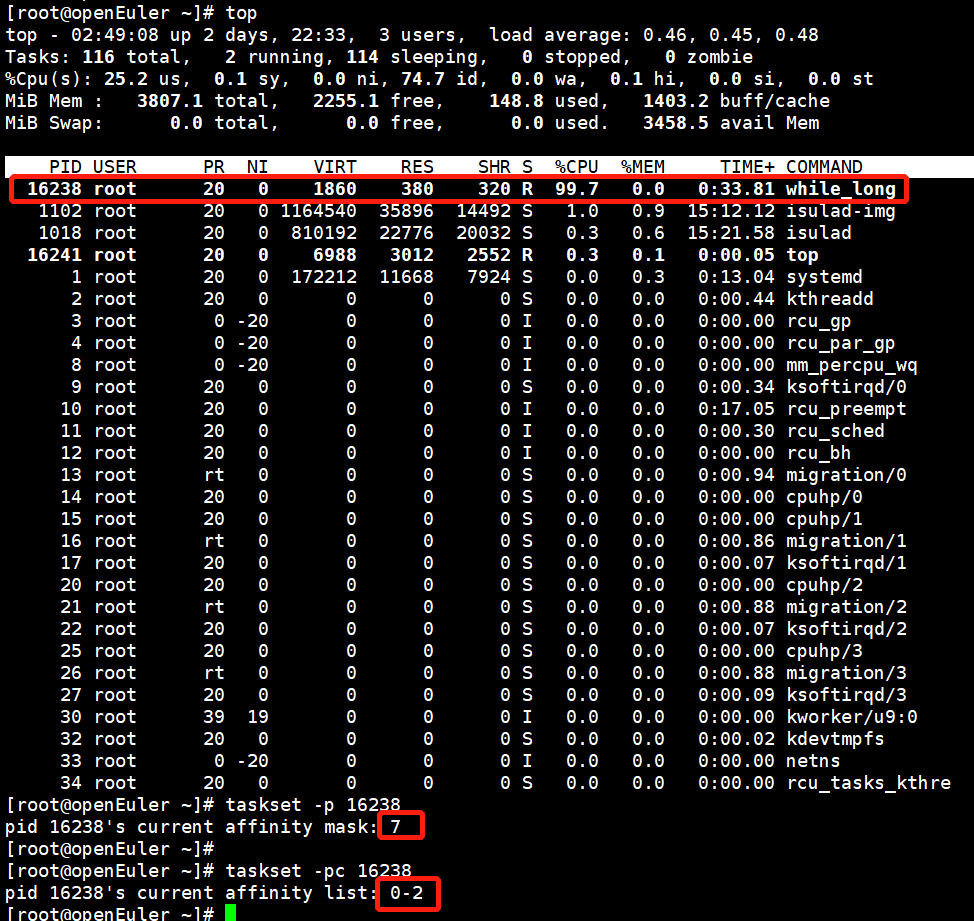 [root@openEuler ~]# top
top - 02:49:08 up 2 days, 22:33,  3 users,  load average: 0.46, 0.45, 0.48
Tasks: 116 total,   2 running, 114 sleeping,   0 stopped,   0 zombie
%Cpu(s): 25.2 us,  0.1 sy,  0.0 ni, 74.7 id,  0.0 wa,  0.1 hi,  0.0 si,  0.0 st
MiB Mem :   3807.1 total,   2255.1 free,    148.8 used,   1403.2 buff/cache
MiB Swap:      0.0 total,      0.0 free,      0.0 used.   3458.5 avail Mem
    PID USER      PR  NI    VIRT    RES    SHR S  %CPU  %MEM     TIME+ COMMAND
  16238 root      20   0    1860    380    320 R  99.7   0.0   0:33.81 while_long
   1102 root      20   0 1164540  35896  14492 S   1.0   0.9  15:12.12 isulad-img
   1018 root      20   0  810192  22776  20032 S   0.3   0.6  15:21.58 isulad
  16241 root      20   0    6988   3012   2552 R   0.3   0.1   0:00.05 top
      1 root      20   0  172212  11668   7924 S   0.0   0.3   0:13.04 systemd
      2 root      20   0       0      0      0 S   0.0   0.0   0:00.44 kthreadd
      3 root       0 -20       0      0      0 I   0.0   0.0   0:00.00 rcu_gp
      4 root       0 -20       0      0      0 I   0.0   0.0   0:00.00 rcu_par_gp
      8 root       0 -20       0      0      0 I   0.0   0.0   0:00.00 mm_percpu_wq
      9 root      20   0       0      0      0 S   0.0   0.0   0:00.34 ksoftirqd/0
     10 root      20   0       0      0      0 I   0.0   0.0   0:17.05 rcu_preempt
     11 root      20   0       0      0      0 I   0.0   0.0   0:00.30 rcu_sched
     12 root      20   0       0      0      0 I   0.0   0.0   0:00.00 rcu_bh
     13 root      rt   0       0      0      0 S   0.0   0.0   0:00.94 migration/0
     14 root      20   0       0      0      0 S   0.0   0.0   0:00.00 cpuhp/0
     15 root      20   0       0      0      0 S   0.0   0.0   0:00.00 cpuhp/1
     16 root      rt   0       0      0      0 S   0.0   0.0   0:00.86 migration/1
     17 root      20   0       0      0      0 S   0.0   0.0   0:00.07 ksoftirqd/1
     20 root      20   0       0      0      0 S   0.0   0.0   0:00.00 cpuhp/2
     21 root      rt   0       0      0      0 S   0.0   0.0   0:00.88 migration/2
     22 root      20   0       0      0      0 S   0.0   0.0   0:00.07 ksoftirqd/2
     25 root      20   0       0      0      0 S   0.0   0.0   0:00.00 cpuhp/3
     26 root      rt   0       0      0      0 S   0.0   0.0   0:00.88 migration/3
     27 root      20   0       0      0      0 S   0.0   0.0   0:00.09 ksoftirqd/3
     30 root      39  19       0      0      0 I   0.0   0.0   0:00.00 kworker/u9:0
     32 root      20   0       0      0      0 S   0.0   0.0   0:00.02 kdevtmpfs
     33 root       0 -20       0      0      0 I   0.0   0.0   0:00.00 netns
     34 root      20   0       0      0      0 S   0.0   0.0   0:00.00 rcu_tasks_kthre
[root@openEuler ~]# taskset -p 16238
pid 16238's current affinity mask: 7
[root@openEuler ~]#
[root@openEuler ~]# taskset -pc 16238
pid 16238's current affinity list: 0-2
[root@openEuler ~]#